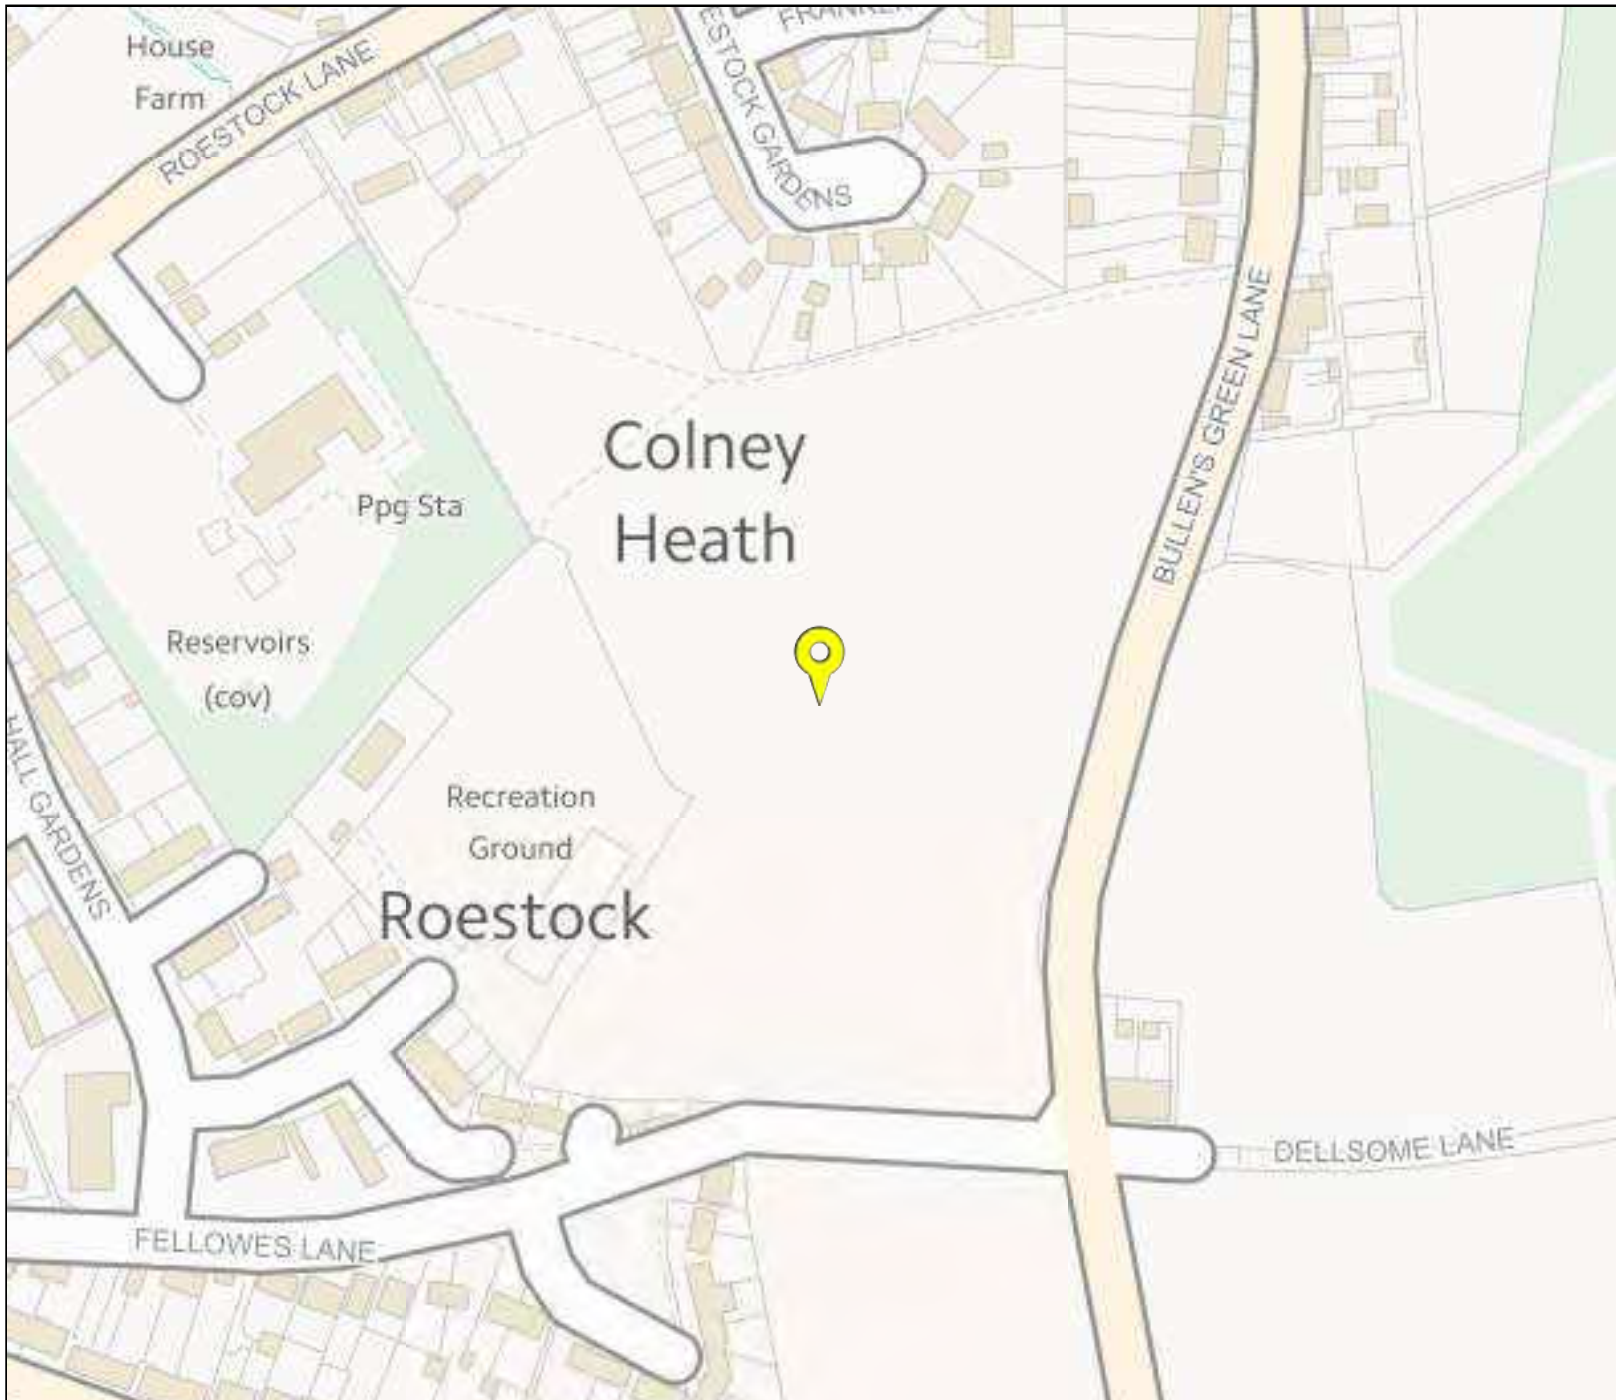 House
Farm
ROESTOCK LANE
ESTOCK GARDENS
Colney
Heath
Ppg Sta
BULLEN'S GREEN LANE
Reservoirs
(cov)
HALL GARDENS
Recreation
Ground
Roestock
DELLSOME LANE
FELLOWES LANE